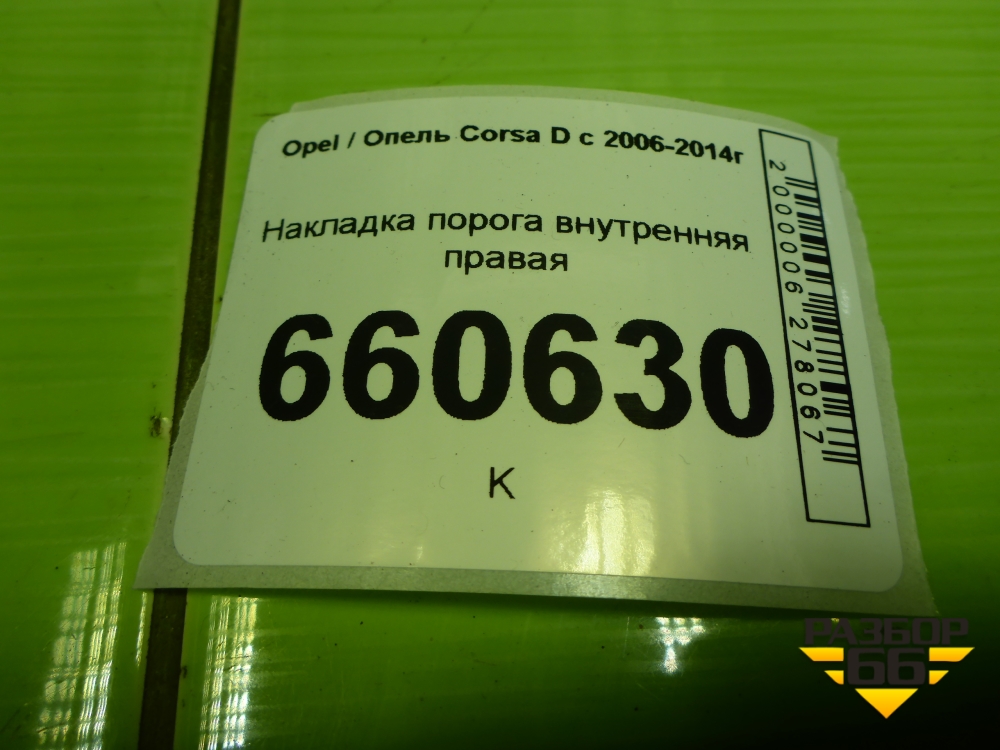 Opel / Опель Corsa D с 2006-2014г
Накладка порога внутренняя
правая
660630
К
2000006278067
РАЗБОР
66